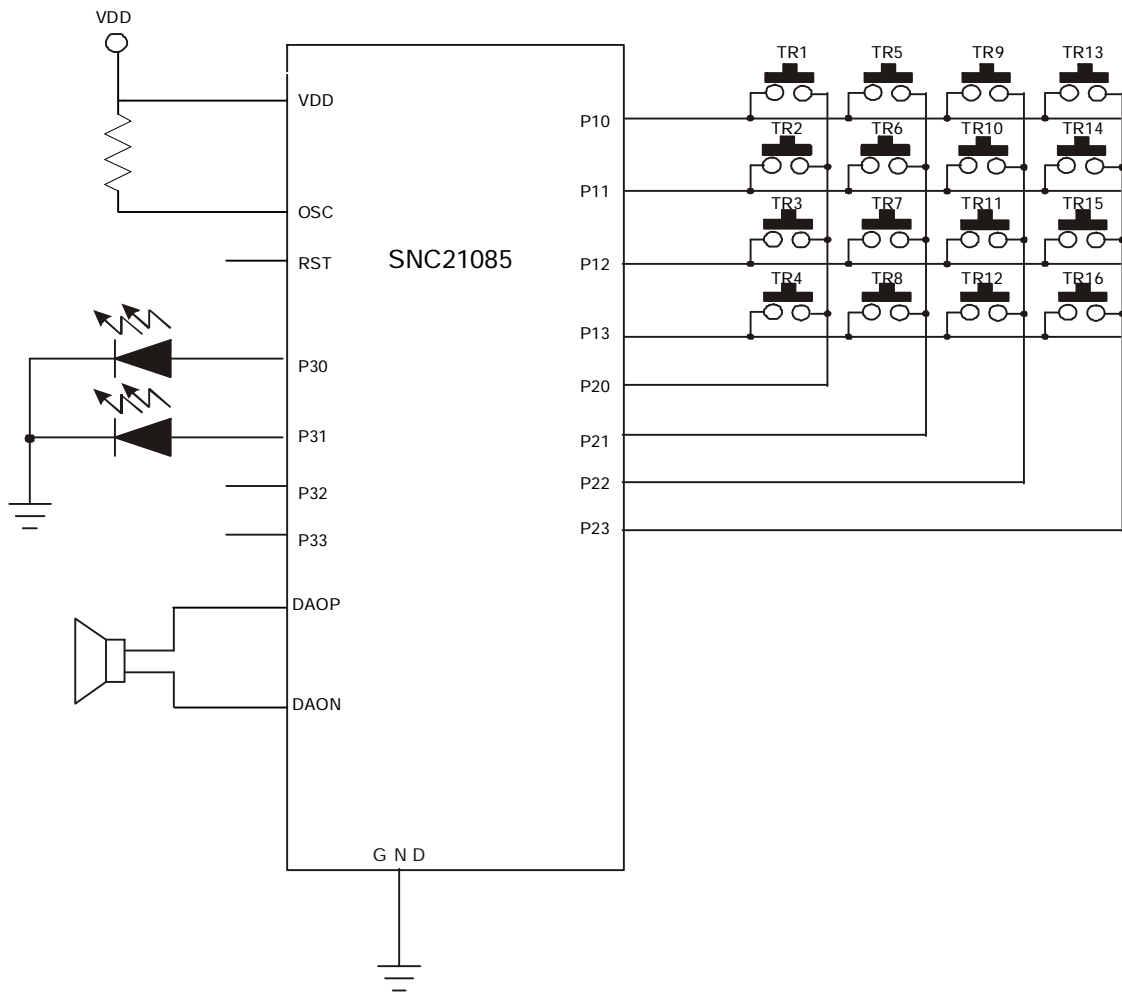 VDD
VDD
OSC
RST
P30
P31
P32
P33
DAOP
DAON
SNC21085
GND
P10
P11
P12
P13
P20
P21
P22
P23
TR1 TR5 TR9 TR13
TR2 TR6 TR10 TR14
TR3 TR7 TR11 TR15
TR4 TR8 TR12 TR16